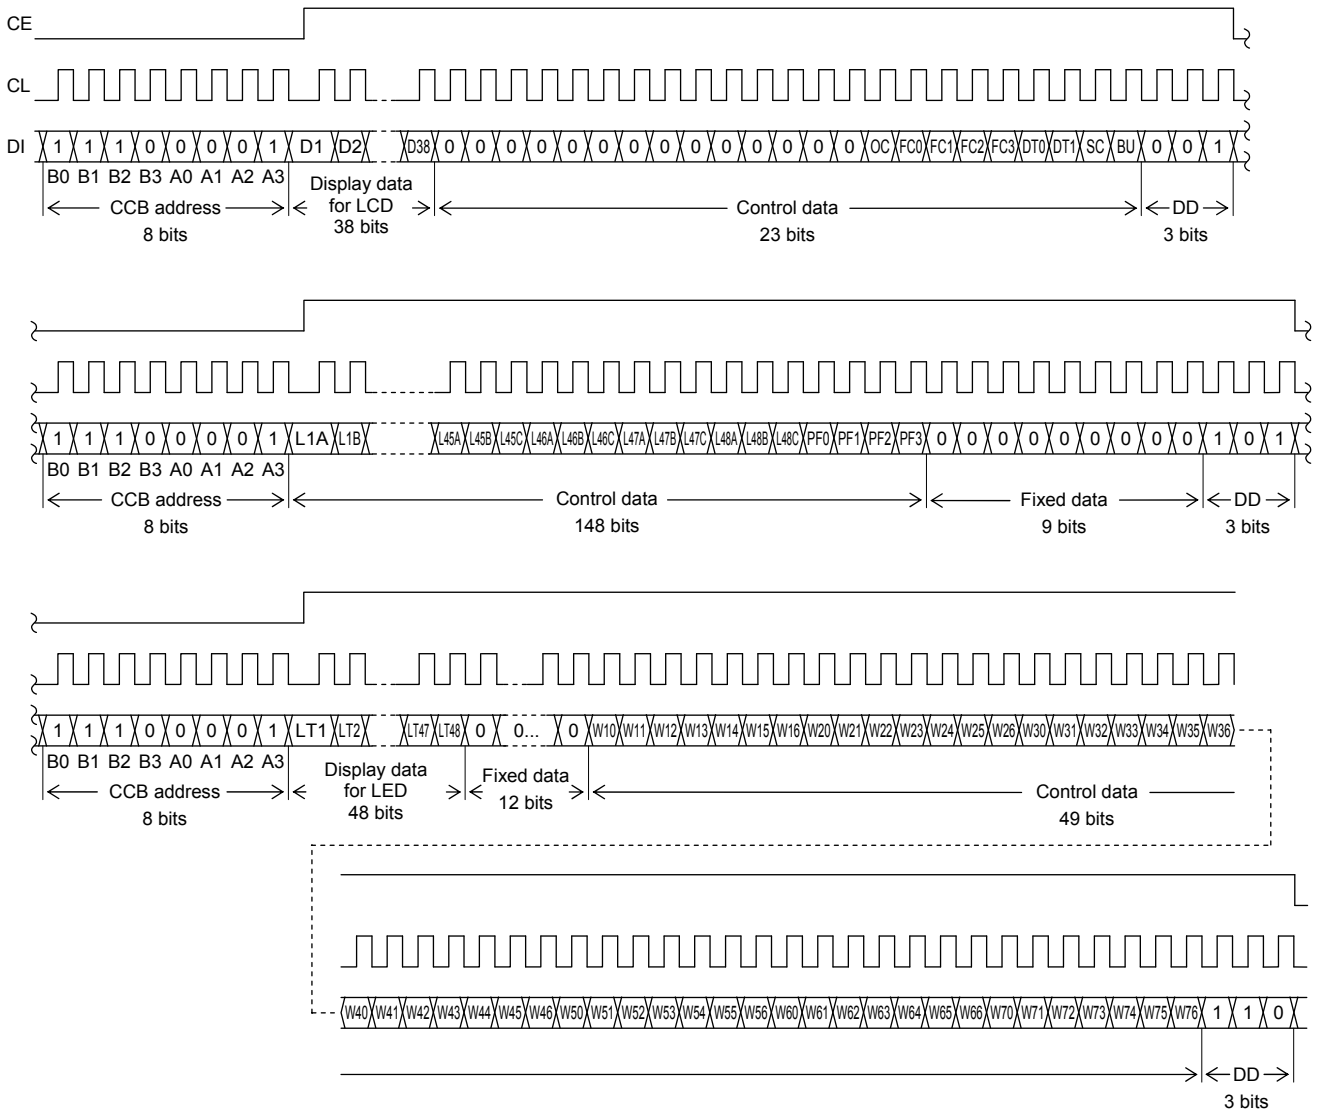 CE
CL
DI 1 1 1 0 0 0 0 1 D1 D2 D38 0 0 0 0 0 0 0 0 0 0 0 0 0 0 OC FC0 FC1 FC2 FC3 DT0 DT1 SC BU 0 0 1
B0 B1 B2 B3 A0 A1 A2 A3
CCB address
8 bits
Display data
for LCD
38 bits
Control data
23 bits
DD
3 bits
1 1 1 0 0 0 0 1 L1A L1B L45A L45B L45C L46A L46B L46C L47A L47B L47C L48A L48B L48C PF0 PF1 PF2 PF3 0 0 0 0 0 0 0 0 0 1 0 1
B0 B1 B2 B3 A0 A1 A2 A3
CCB address
8 bits
Control data
148 bits
Fixed data
9 bits
DD
3 bits
1 1 1 0 0 0 0 1 LT1 LT2 LT47 LT48 0 0... 0 W10 W11 W12 W13 W14 W15 W16 W20 W21 W22 W23 W24 W25 W26 W30 W31 W32 W33 W34 W35 W36
B0 B1 B2 B3 A0 A1 A2 A3
CCB address
8 bits
Display data
for LED
48 bits
Fixed data
12 bits
Control data
49 bits
W40 W41 W42 W43 W44 W45 W46 W50 W51 W52 W53 W54 W55 W56 W60 W61 W62 W63 W64 W65 W66 W70 W71 W72 W73 W74 W75 W76 1 1 0
DD
3 bits